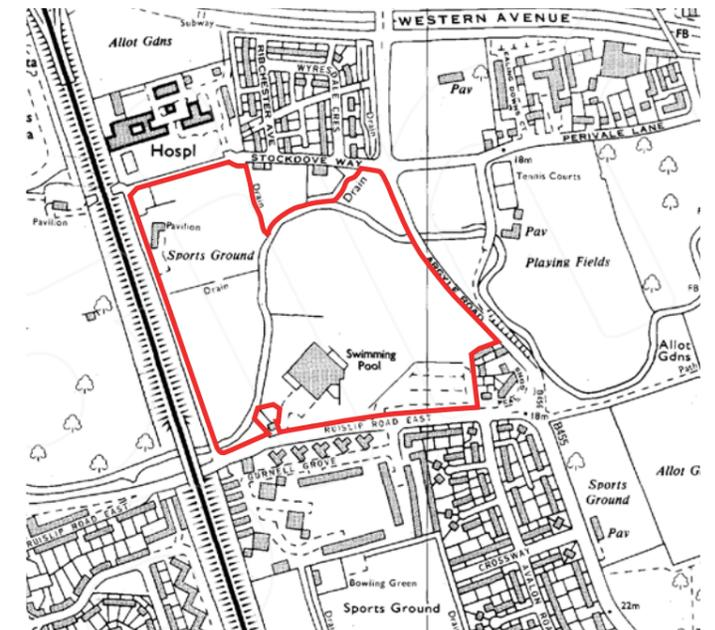 WESTERN AVENUE
Subway
FB
Allot Gdns
RIBCHESTER AVE
WYRESDALE CRES
Drain
Pav
EALING DOWNS CT
PERIVALE LANE
Hospl
STOCKDOVE WAY
18m
Tennis Courts
Drain
Drain
Pavilion
Pavilion
Sports Ground
Pav
Playing Fields
Drain
ARGYLE ROAD
FB
Swimming
Pool
Allot
Gdns
Path
B456
18m
RUISLIP ROAD EAST
B455
GURNELL GROVE
Sports
Ground
Allot G
RUISLIP ROAD EAST
Pav
CROSSWAY
AVALON RO
Bowling Green
Sports Ground
22m
Drain
Drain